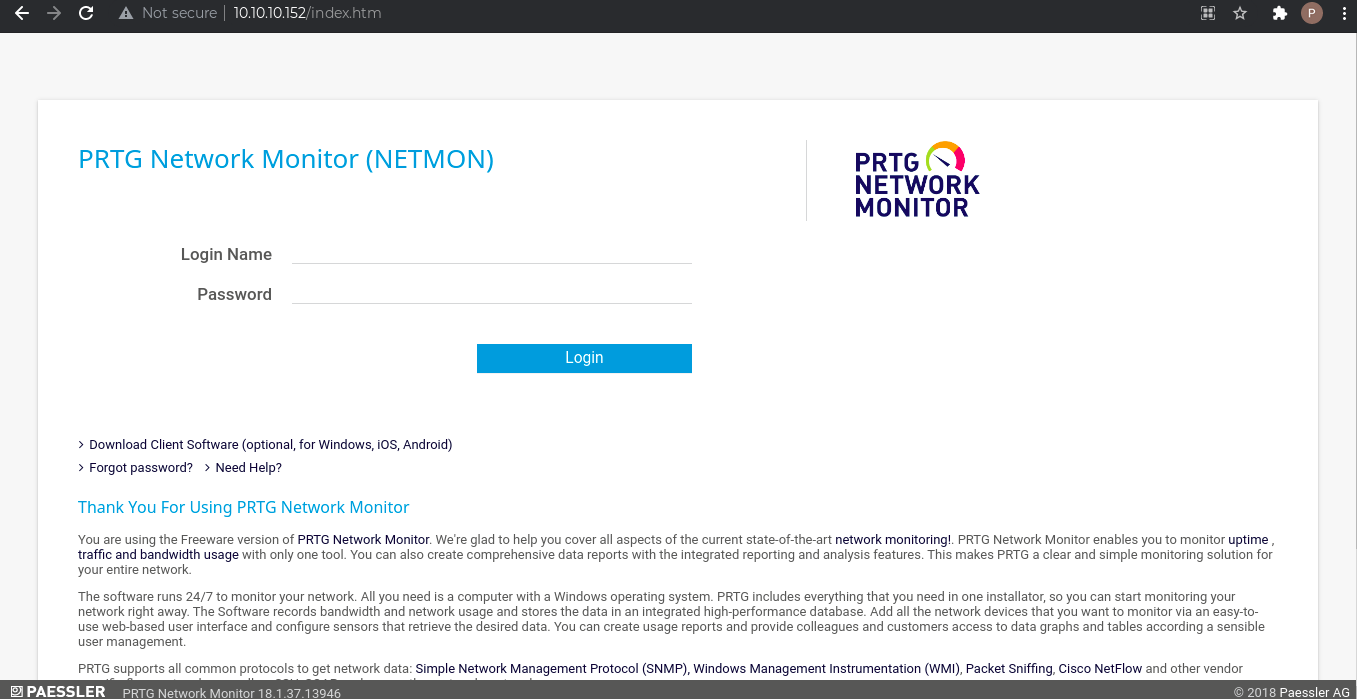 Not secure | 10.10.10.152/index.htm
P
PRTG Network Monitor (NETMON)
PRTG
NETWORK
MONITOR
Login Name
Password
Login
> Download Client Software (optional, for Windows, iOS, Android)
> Forgot password? > Need Help?
Thank You For Using PRTG Network Monitor
You are using the Freeware version of PRTG Network Monitor. We're glad to help you cover all aspects of the current state-of-the-art network monitoring!. PRTG Network Monitor enables you to monitor uptime ,
traffic and bandwidth usage with only one tool. You can also create comprehensive data reports with the integrated reporting and analysis features. This makes PRTG a clear and simple monitoring solution for
your entire network.
The software runs 24/7 to monitor your network. All you need is a computer with a Windows operating system. PRTG includes everything that you need in one installator, so you can start monitoring your
network right away. The Software records bandwidth and network usage and stores the data in an integrated high-performance database. Add all the network devices that you want to monitor via an easy-to-
use web-based user interface and configure sensors that retrieve the desired data. You can create usage reports and provide colleagues and customers access to data graphs and tables according a sensible
user management.
PRTG supports all common protocols to get network data: Simple Network Management Protocol (SNMP), Windows Management Instrumentation (WMI), Packet Sniffing, Cisco NetFlow and other vendor
PAESSLER PRTG Network Monitor 18.1.37.13946
© 2018 Paessler AG